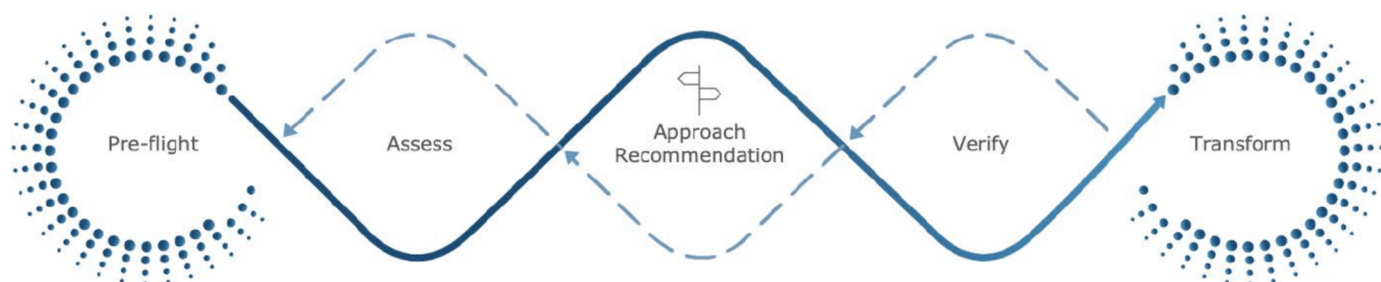 Pre-flight
Assess
Approach
Recommendation
Verify
Transform